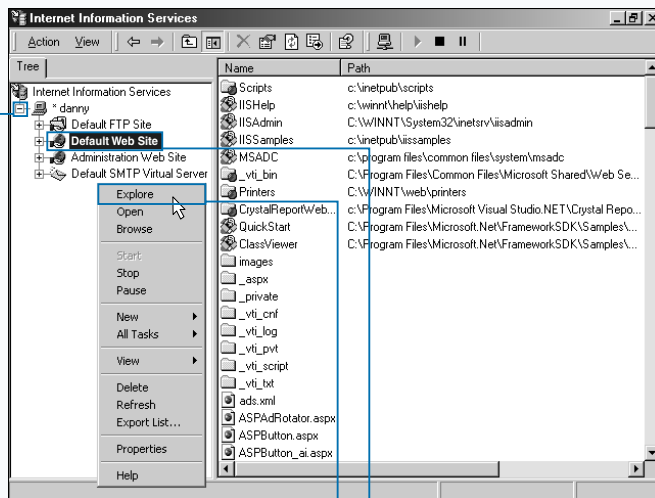 Internet Information Services
Action View
Tree
Name Path
Internet Information Services
* danny
Default FTP Site
Default Web Site
Administration Web Site
Default SMTP Virtual Server
Explore
Open
Browse
Start
Stop
Pause
New
All Tasks
View
Delete
Refresh
Export List...
Properties
Help
Scripts c:\inetpub\scripts
IISHelp c:\winnt\help\iishelp
IISAdmin C:\WINNT\System32\inetsrv\iisadmin
IISSamples c:\inetpub\iissamples
MSADC c:\program files\common files\system\msadc
_vti_bin C:\Program Files\Common Files\Microsoft Shared\Web Se...
Printers C:\WINNT\web\printers
CrystalReportWeb... c:\Program Files\Microsoft Visual Studio.NET\Crystal Repo...
QuickStart C:\Program Files\Microsoft.Net\FrameworkSDK\Samples\...
ClassViewer C:\Program Files\Microsoft.Net\FrameworkSDK\Samples\...
images
_aspx
_private
_vti_cnf
_vti_log
_vti_pvt
_vti_script
_vti_txt
ads.xml
ASPAdRotator.aspx
ASPButton.aspx
ASPButton_ai.aspx